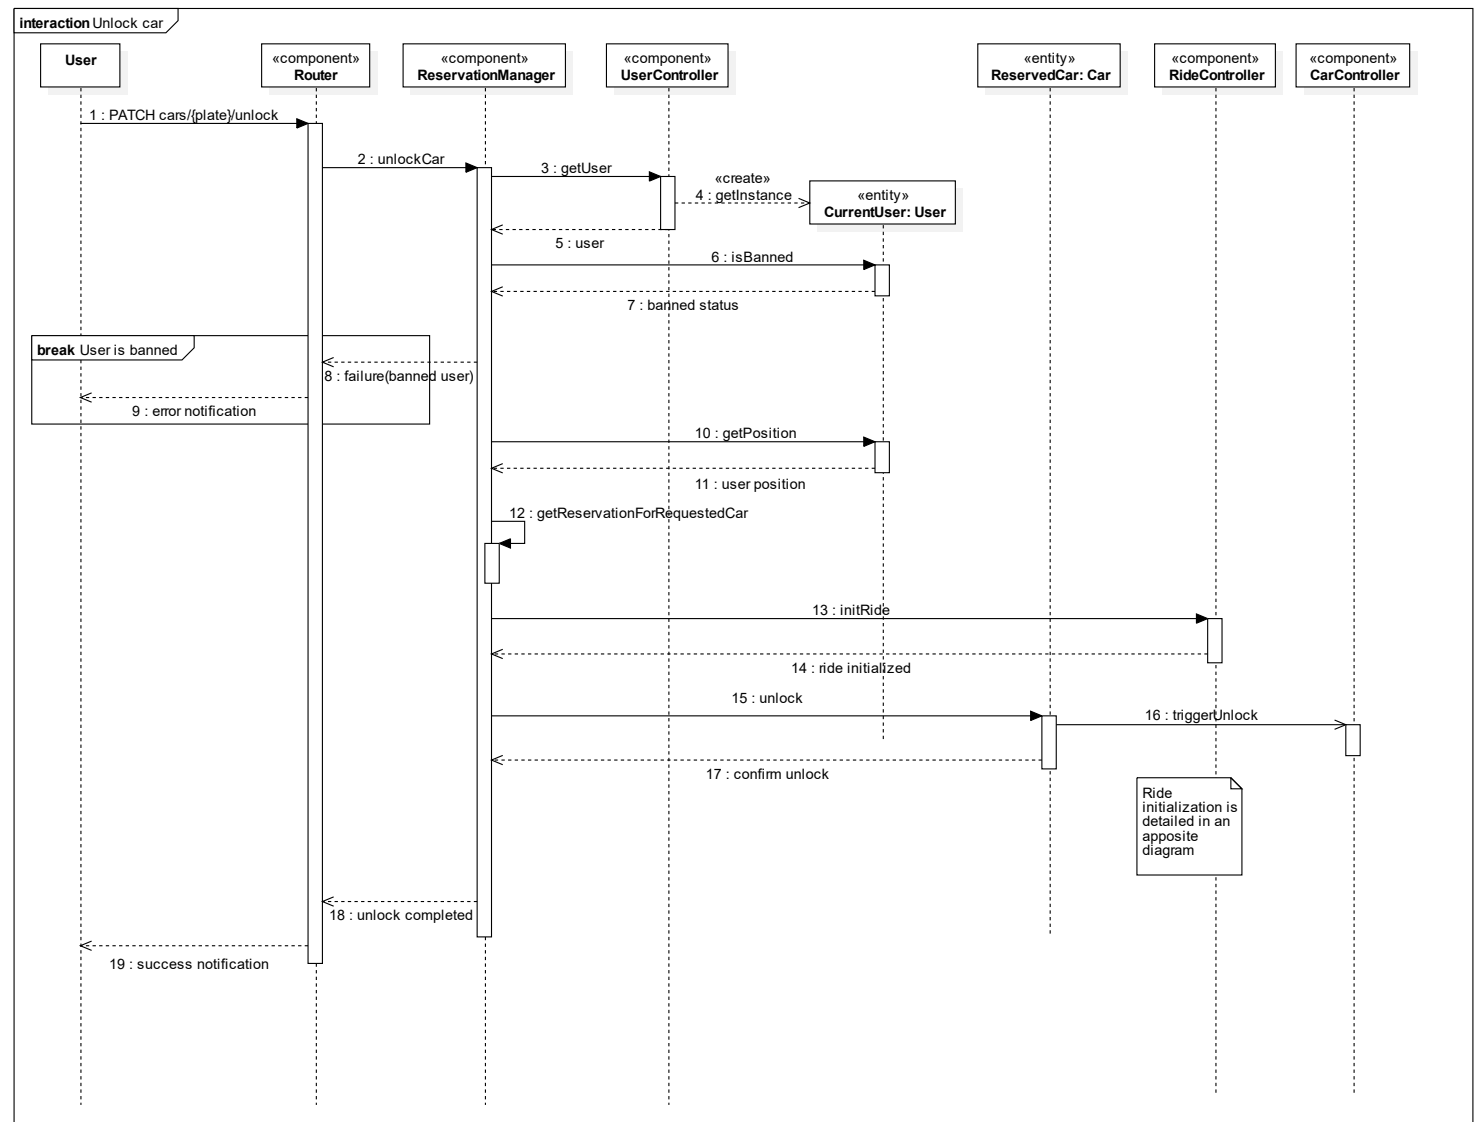 interaction Unlock car
User
«component»
Router
«component»
ReservationManager
«component»
UserController
«entity»
ReservedCar: Car
«component»
RideController
«component»
CarController
1 : PATCH cars/{plate}/unlock
2 : unlockCar
3 : getUser
«create»
4 : getInstance
«entity»
CurrentUser: User
5 : user
6 : isBanned
7 : banned status
break User is banned
8 : failure(banned user)
9 : error notification
10 : getPosition
11 : user position
12 : getReservationForRequestedCar
13 : initRide
14 : ride initialized
15 : unlock
16 : triggerUnlock
17 : confirm unlock
Ride
initialization is
detailed in an
apposite
diagram
18 : unlock completed
19 : success notification